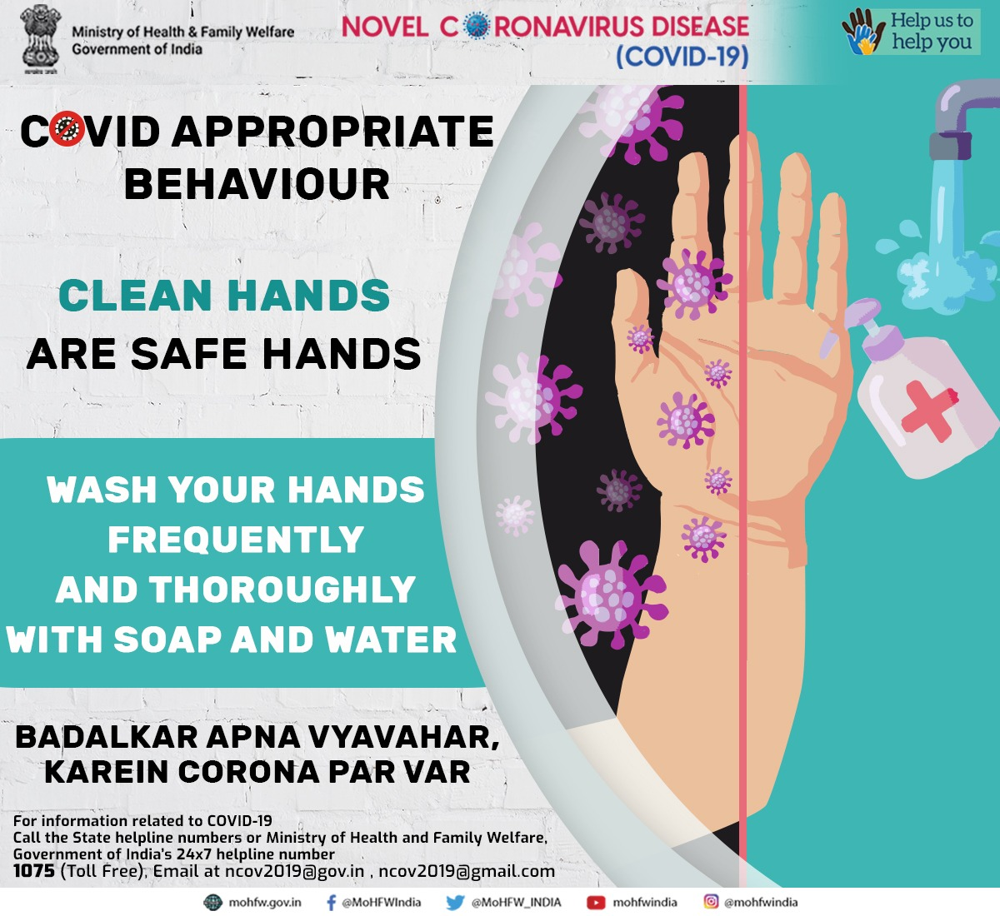 Ministry of Health & Family Welfare
Government of India
NOVEL CORONAVIRUS DISEASE
(COVID-19)
Help us to
help you
COVID APPROPRIATE
BEHAVIOUR
CLEAN HANDS
ARE SAFE HANDS
WASH YOUR HANDS
FREQUENTLY
AND THOROUGHLY
WITH SOAP AND WATER
BADALKAR APNA VYAVAHAR,
KAREIN CORONA PAR VAR
For information related to COVID-19
Call the State helpline numbers or Ministry of Health and Family Welfare,
Government of India's 24x7 helpline number
1075 (Toll Free), Email at ncov2019@gov.in , ncov2019@gmail.com
mohfw.gov.in @MoHFWIndia @MoHFW_INDIA mohfwindia @mohfwindia